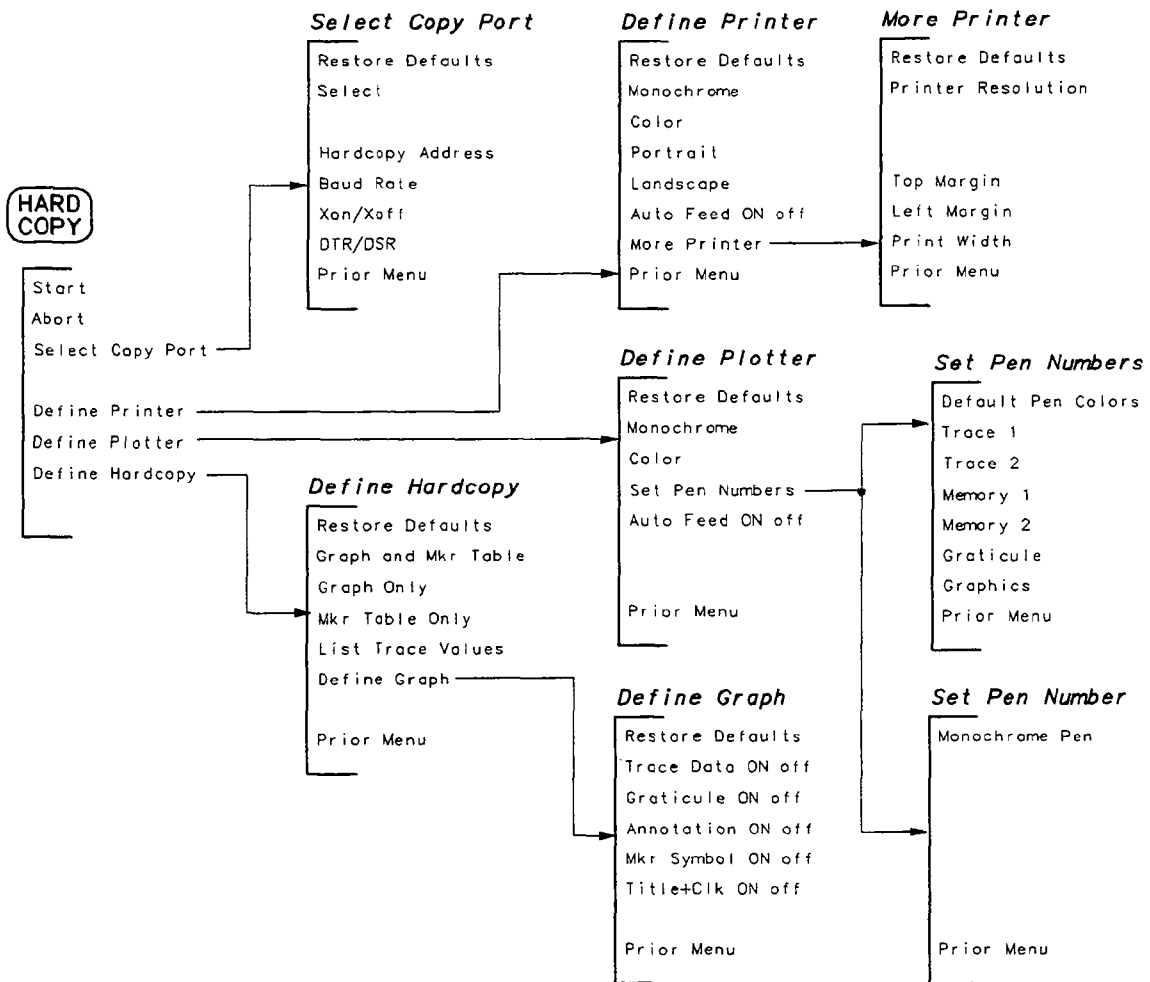 HARD
COPY
Start
Abort
Select Copy Port
Define Printer
Define Plotter
Define Hardcopy
Select Copy Port
Restore Defaults
Select
Hardcopy Address
Baud Rate
Xon/Xoff
DTR/DSR
Prior Menu
Define Printer
Restore Defaults
Monochrome
Color
Portrait
Landscape
Auto Feed ON off
More Printer
Prior Menu
More Printer
Restore Defaults
Printer Resolution
Top Margin
Left Margin
Print Width
Prior Menu
Define Plotter
Restore Defaults
Monochrome
Color
Set Pen Numbers
Auto Feed ON off
Prior Menu
Set Pen Numbers
Default Pen Colors
Trace 1
Trace 2
Memory 1
Memory 2
Graticule
Graphics
Prior Menu
Define Hardcopy
Restore Defaults
Graph and Mkr Table
Graph Only
Mkr Table Only
List Trace Values
Define Graph
Prior Menu
Define Graph
Restore Defaults
Trace Data ON off
Graticule ON off
Annotation ON off
Mkr Symbol ON off
Title+Clk ON off
Prior Menu
Set Pen Number
Monochrome Pen
Prior Menu